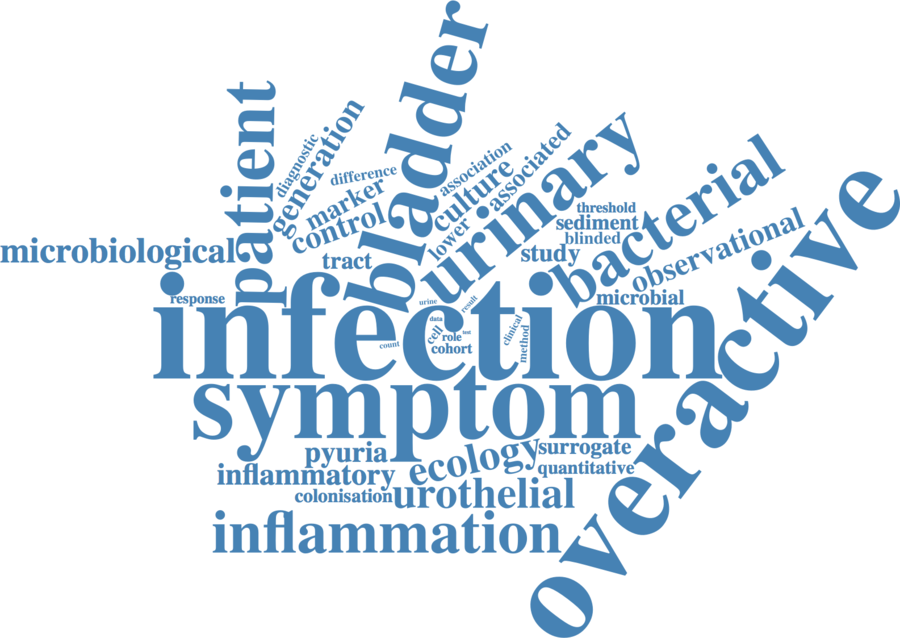 bladder
patient
generation
diagnostic
difference
marker
control
association
culture
associated
lower
urinary
bacterial
threshold
sediment
blinded
study
observational
microbial
overactive
microbiological
tract
response
infection
urine
result
data
cell
role
test
count
cohort
clinical
method
symptom
pyuria
inflammatory
colonisation
ecology
surrogate
quantitative
urothelial
inflammation